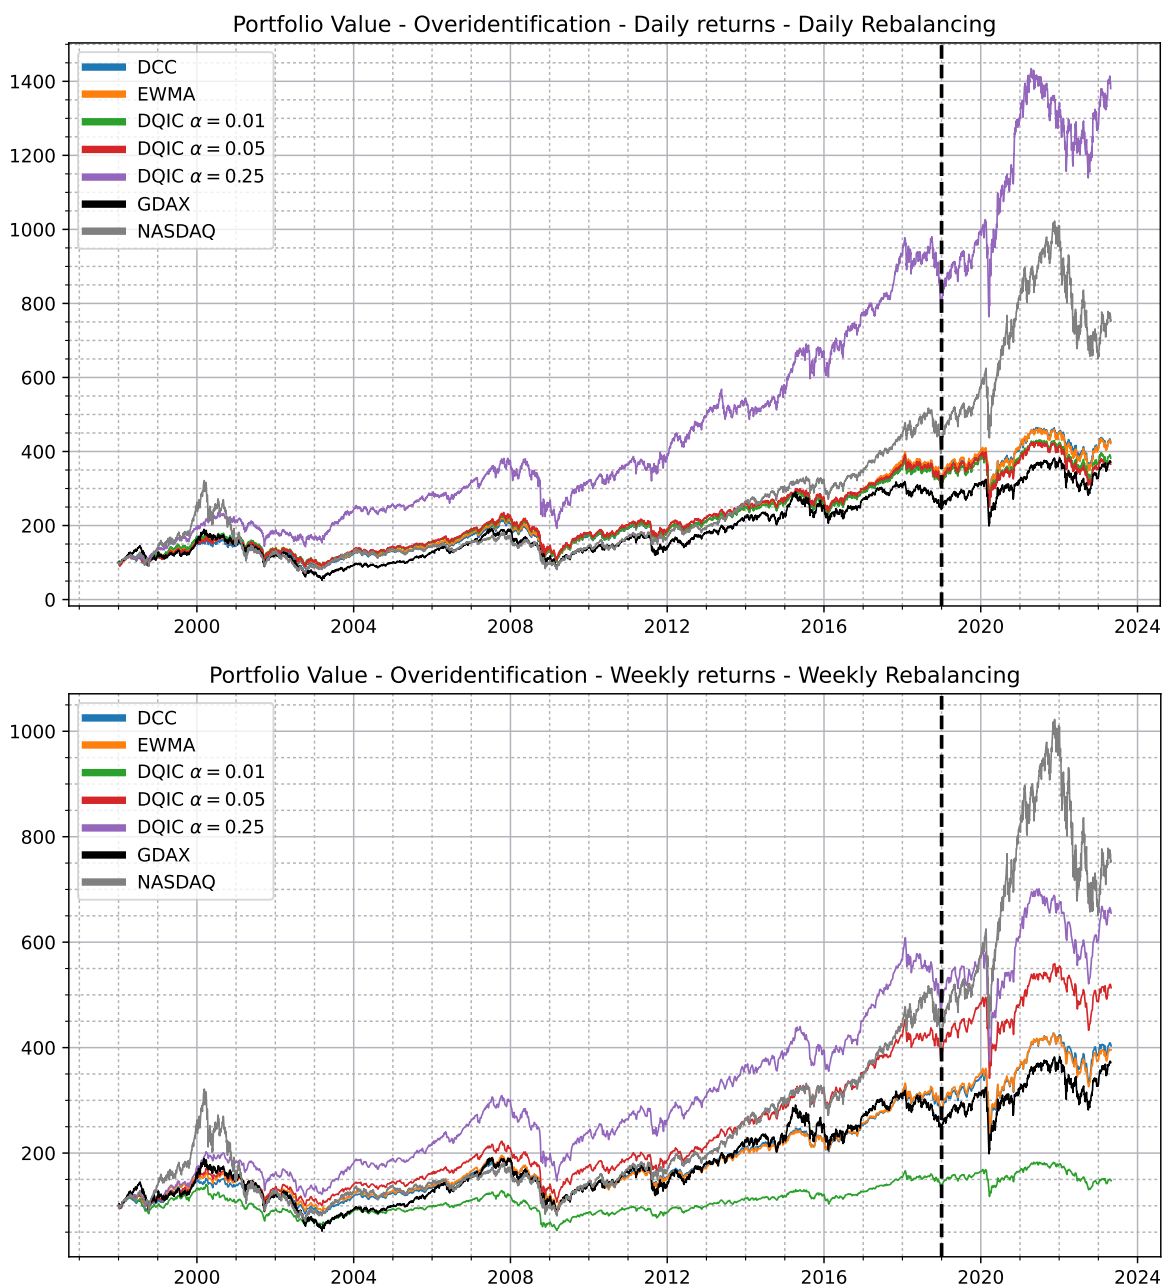 Portfolio Value - Overidentification - Daily returns - Daily Rebalancing
DCC
EWMA
DQIC α = 0.01
DQIC α = 0.05
DQIC α = 0.25
GDAX
NASDAQ
1400
1200
1000
800
600
400
200
0
2000 2004 2008 2012 2016 2020 2024
Portfolio Value - Overidentification - Weekly returns - Weekly Rebalancing
DCC
EWMA
DQIC α = 0.01
DQIC α = 0.05
DQIC α = 0.25
GDAX
NASDAQ
1000
800
600
400
200
2000 2004 2008 2012 2016 2020 2024